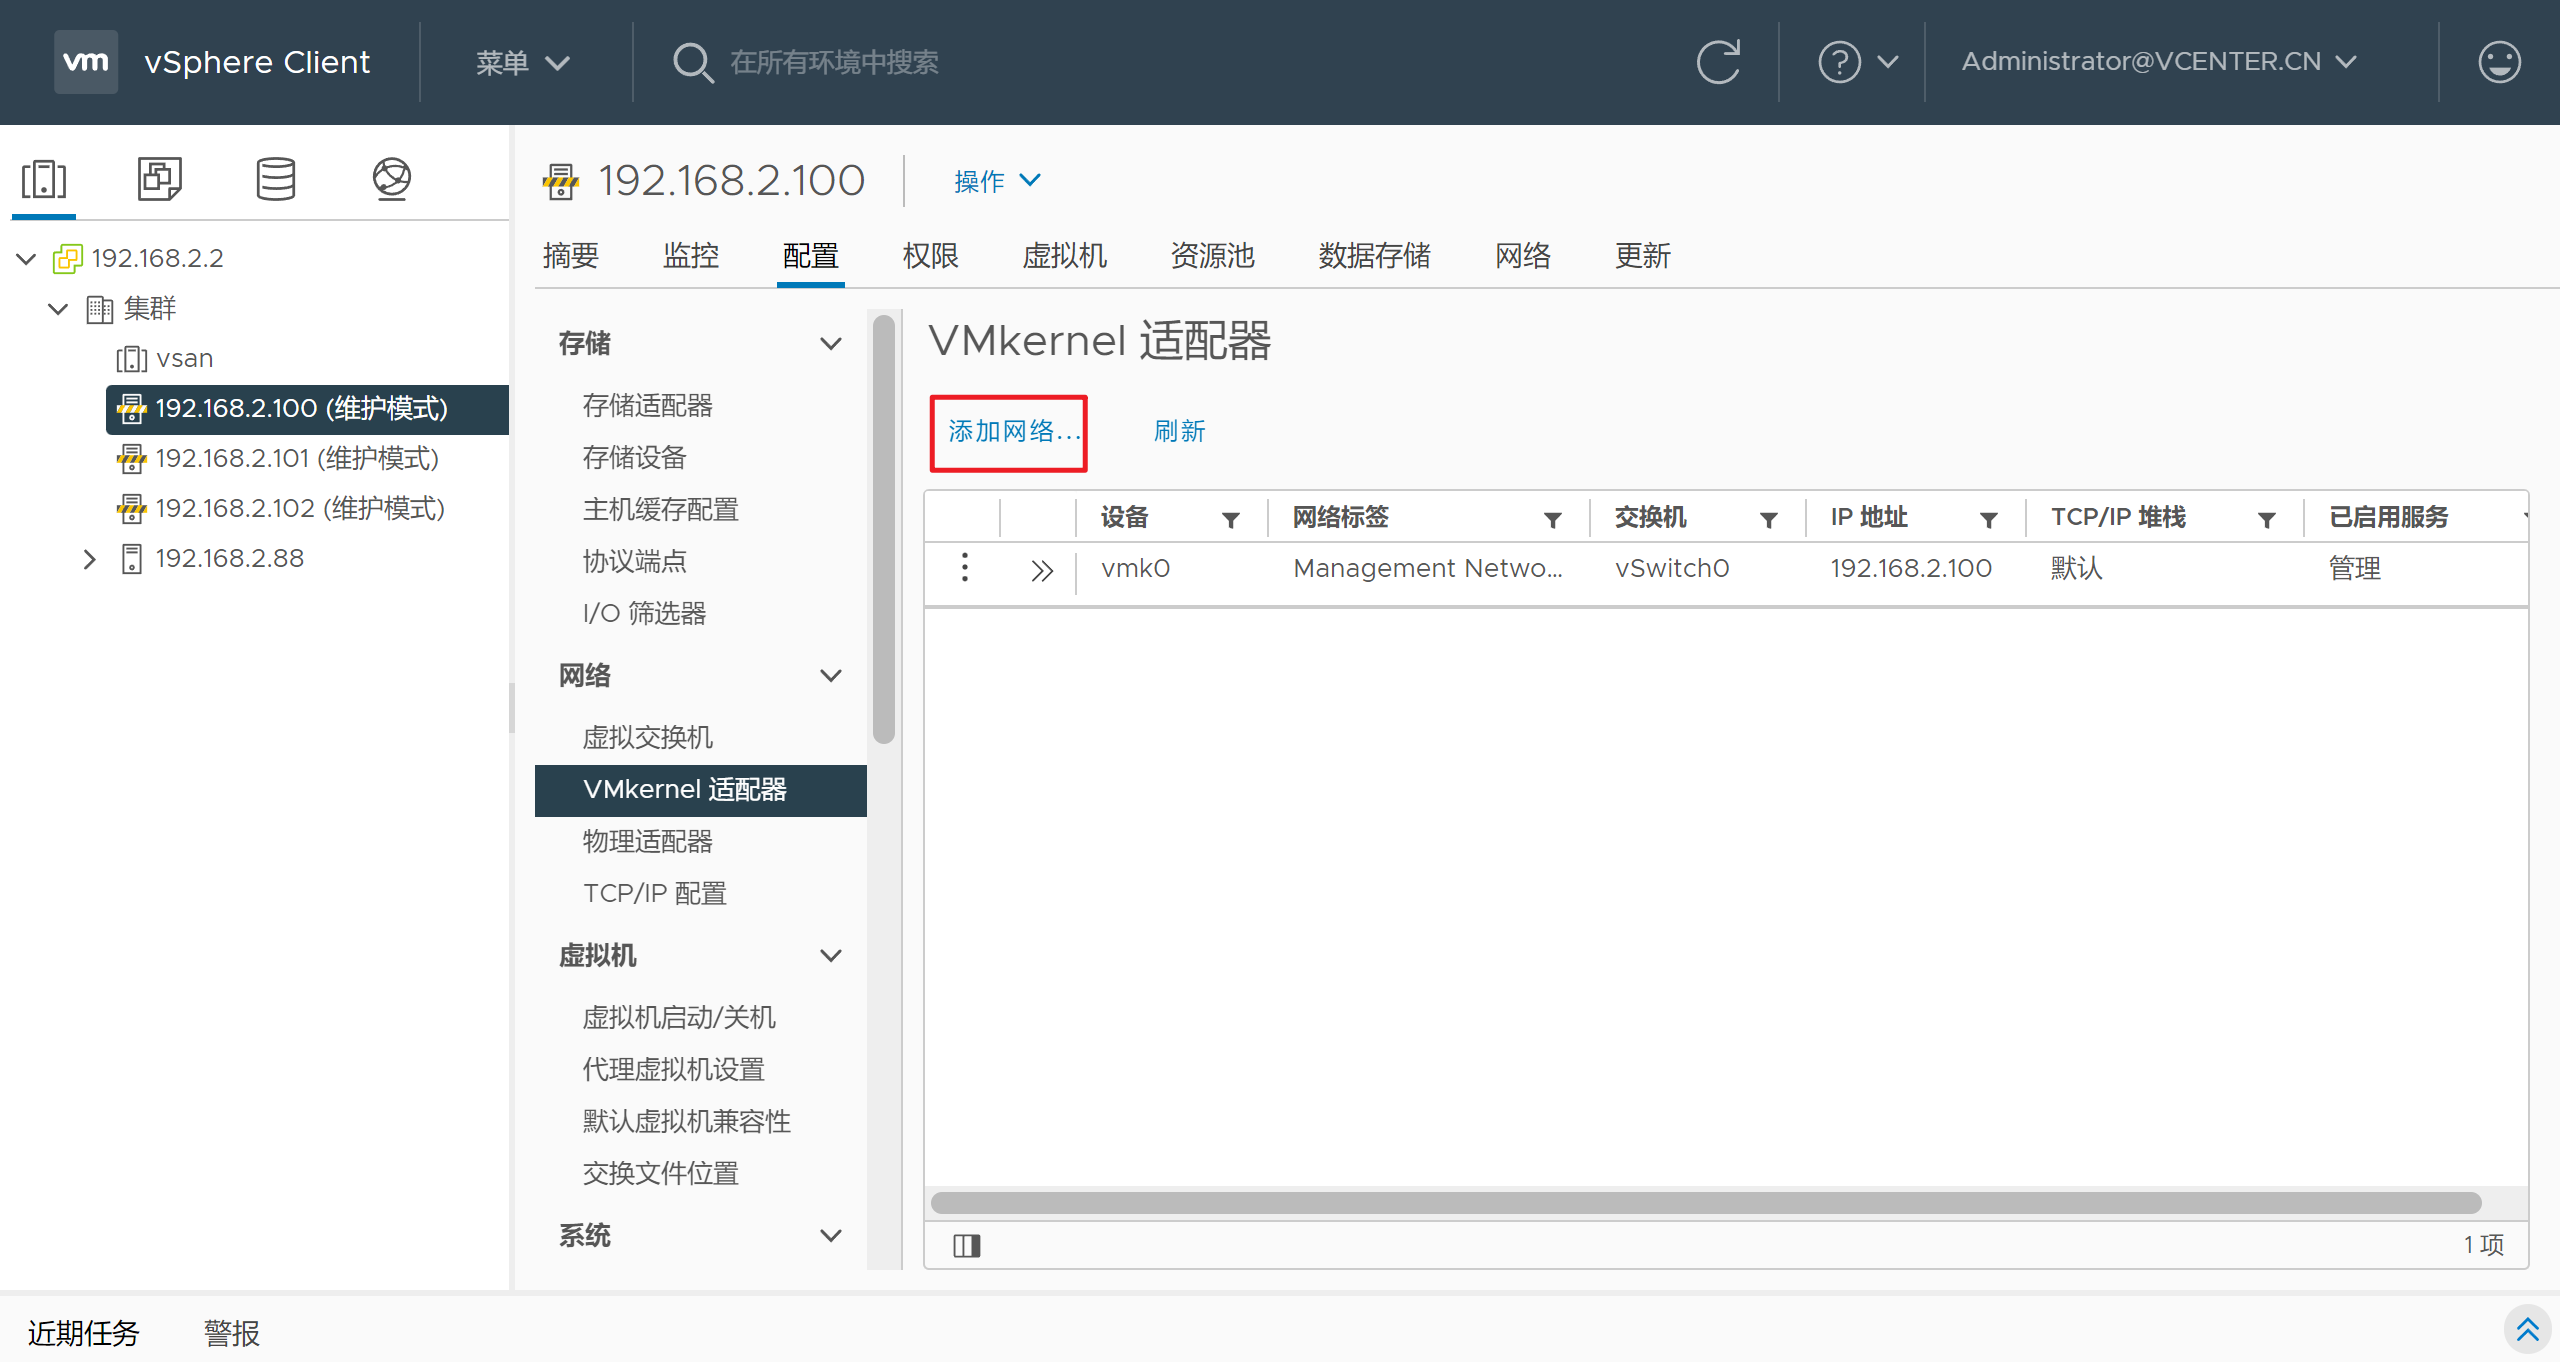 vm vSphere Client 菜单 在所有环境中搜索 Administrator@VCENTER.CN
192.168.2.2
集群
vsan
192.168.2.100 (维护模式)
192.168.2.101 (维护模式)
192.168.2.102 (维护模式)
192.168.2.88
192.168.2.100 操作
摘要 监控 配置 权限 虚拟机 资源池 数据存储 网络 更新
存储
存储适配器
存储设备
主机缓存配置
协议端点
I/O 筛选器
网络
虚拟交换机
VMkernel 适配器
物理适配器
TCP/IP 配置
虚拟机
虚拟机启动/关机
代理虚拟机设置
默认虚拟机兼容性
交换文件位置
系统
VMkernel 适配器
添加网络... 刷新
设备 网络标签 交换机 IP 地址 TCP/IP 堆栈 已启用服务
vmk0 Management Netwo... vSwitch0 192.168.2.100 默认 管理
1 项
近期任务 警报